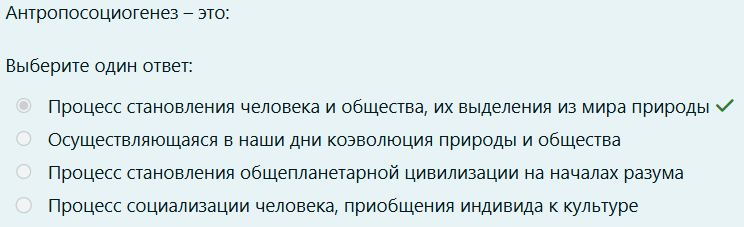 Антропосоциогенез – это:
Выберите один ответ:
Процесс становления человека и общества, их выделения из мира природы
Осуществляющаяся в наши дни коэволюция природы и общества
Процесс становления общепланетарной цивилизации на началах разума
Процесс социализации человека, приобщения индивида к культуре